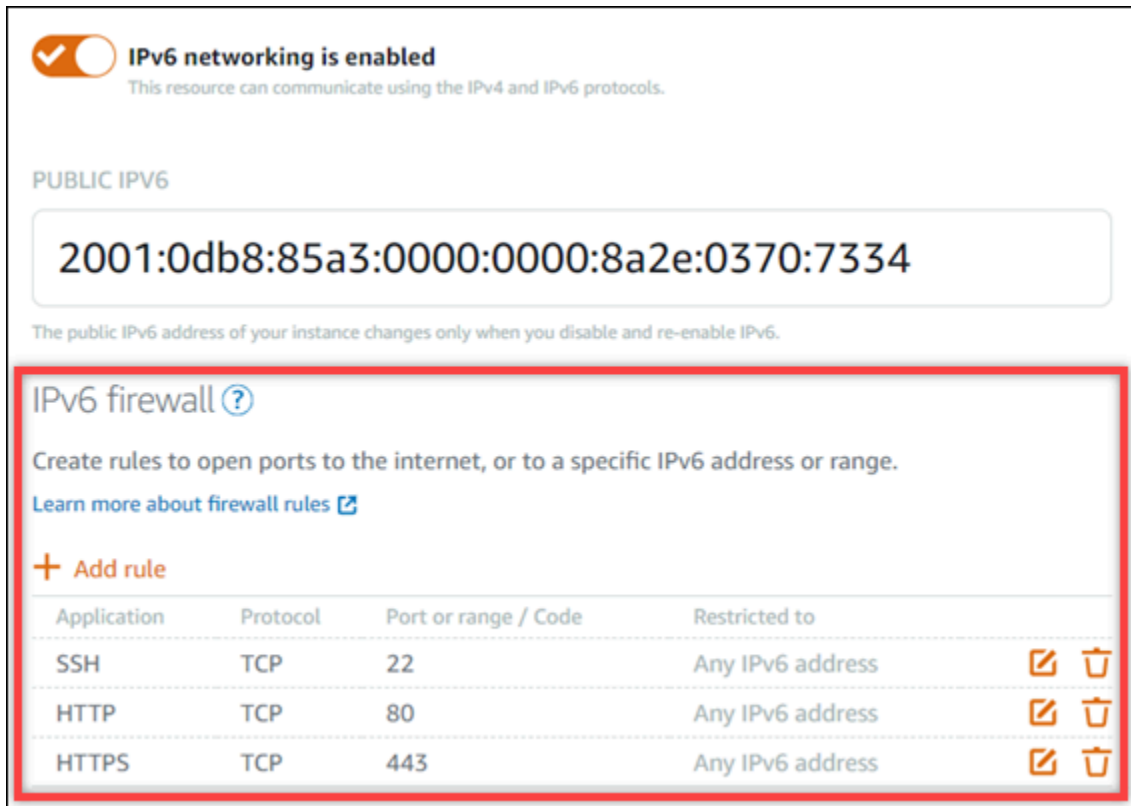 IPv6 networking is enabled
This resource can communicate using the IPv4 and IPv6 protocols.
PUBLIC IPV6
2001:0db8:85a3:0000:0000:8a2e:0370:7334
The public IPv6 address of your instance changes only when you disable and re-enable IPv6.
IPv6 firewall ?
Create rules to open ports to the internet, or to a specific IPv6 address or range.
Learn more about firewall rules
+ Add rule
Application Protocol Port or range / Code Restricted to
SSH TCP 22 Any IPv6 address
HTTP TCP 80 Any IPv6 address
HTTPS TCP 443 Any IPv6 address